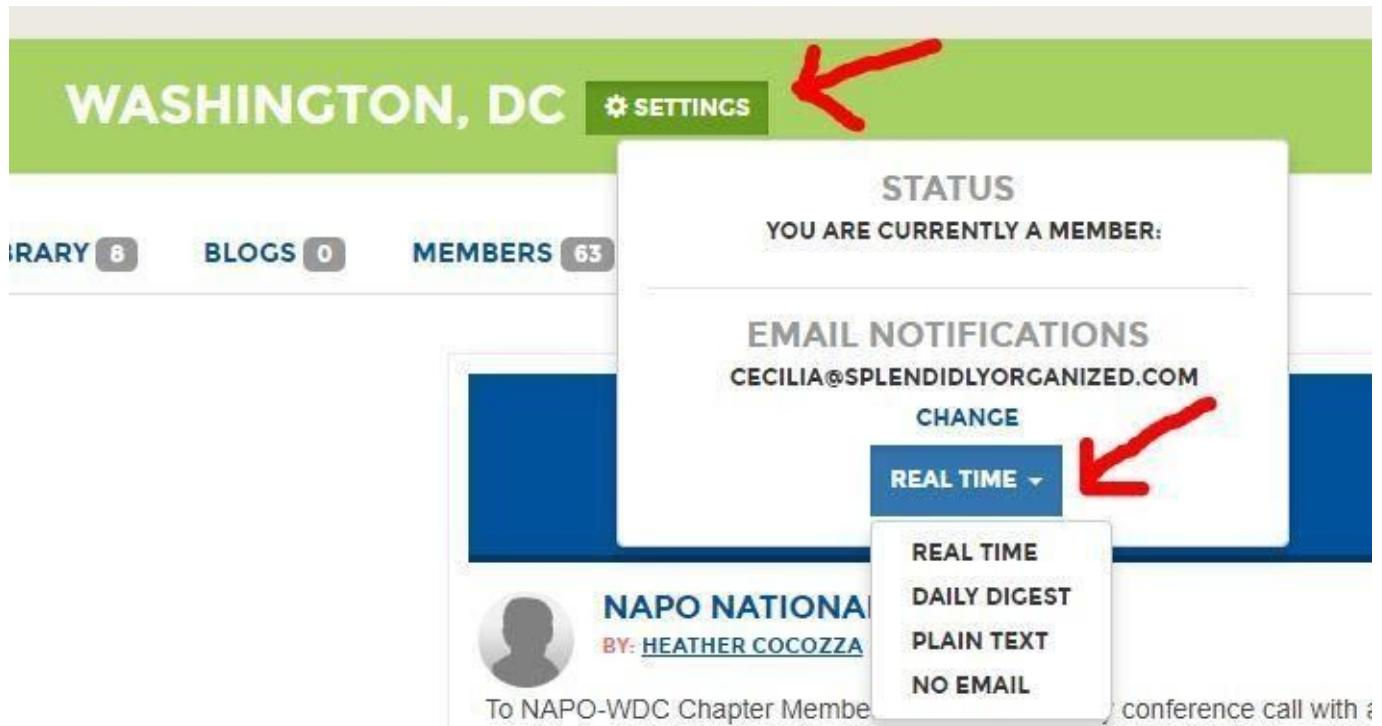 WASHINGTON, DC SETTINGS
STATUS
YOU ARE CURRENTLY A MEMBER:
BRARY 8 BLOGS 0 MEMBERS 63
EMAIL NOTIFICATIONS
CECILIA@SPLENDIDLYORGANIZED.COM
CHANGE
REAL TIME
REAL TIME
DAILY DIGEST
PLAIN TEXT
NO EMAIL
NAPO NATIONA
BY: HEATHER COCOZZA
To NAPO-WDC Chapter Membe conference call with a